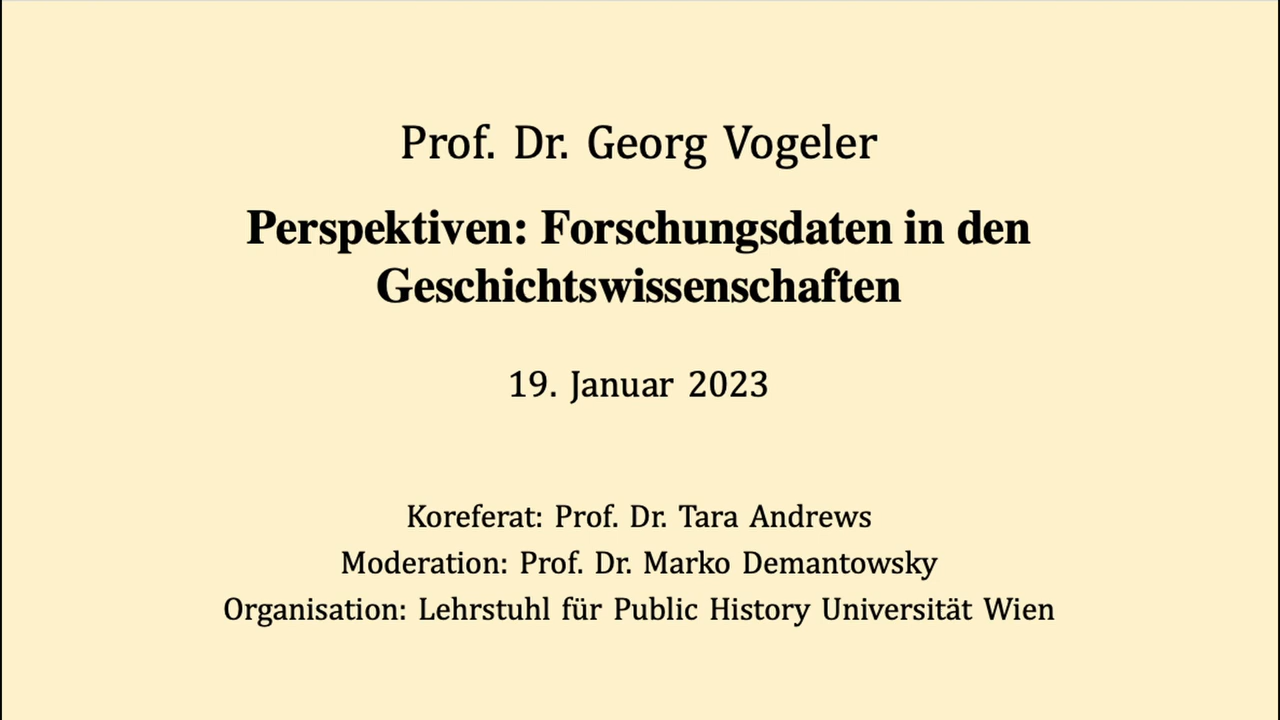 Prof. Dr. Georg Vogeler
Perspektiven: Forschungsdaten in den
Geschichtswissenschaften
19. Januar 2023
Koreferat: Prof. Dr. Tara Andrews
Moderation: Prof. Dr. Marko Demantowsky
Organisation: Lehrstuhl für Public History Universität Wien